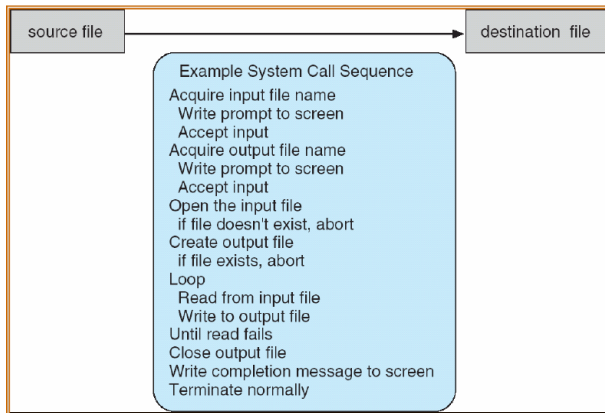 source file
destination file
Example System Call Sequence
Acquire input file name
Write prompt to screen
Accept input
Acquire output file name
Write prompt to screen
Accept input
Open the input file
if file doesn't exist, abort
Create output file
if file exists, abort
Loop
Read from input file
Write to output file
Until read fails
Close output file
Write completion message to screen
Terminate normally